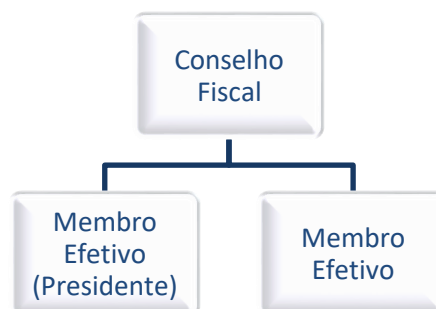 Conselho
Fiscal
Membro
Efetivo
(Presidente)
Membro
Efetivo